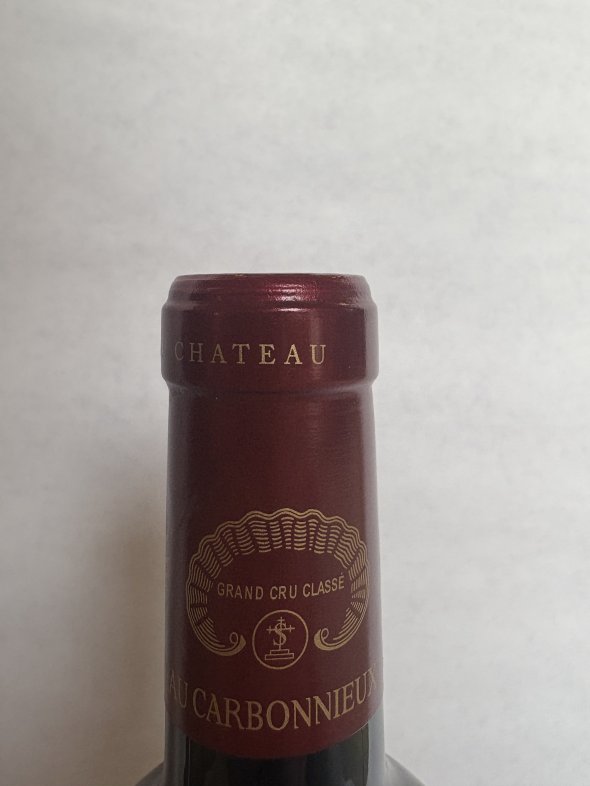 CHATEAU
GRAND CRU CLASSÉ
AU CARBONNIEUX